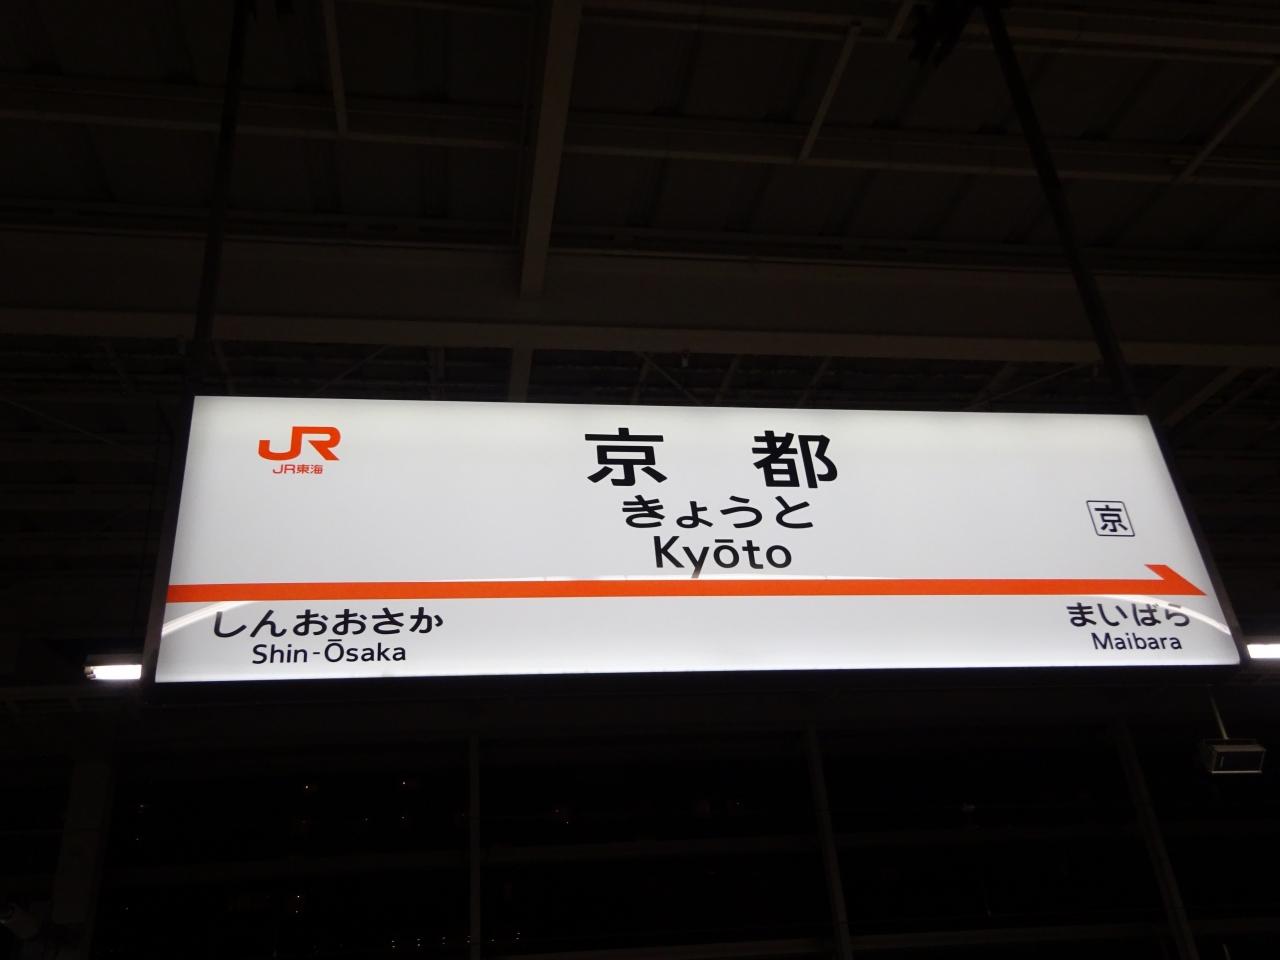 JR
JR東海
京都
きょうと
Kyōto
京
しんおおさか
Shin-Ōsaka
まいばら
Maibara